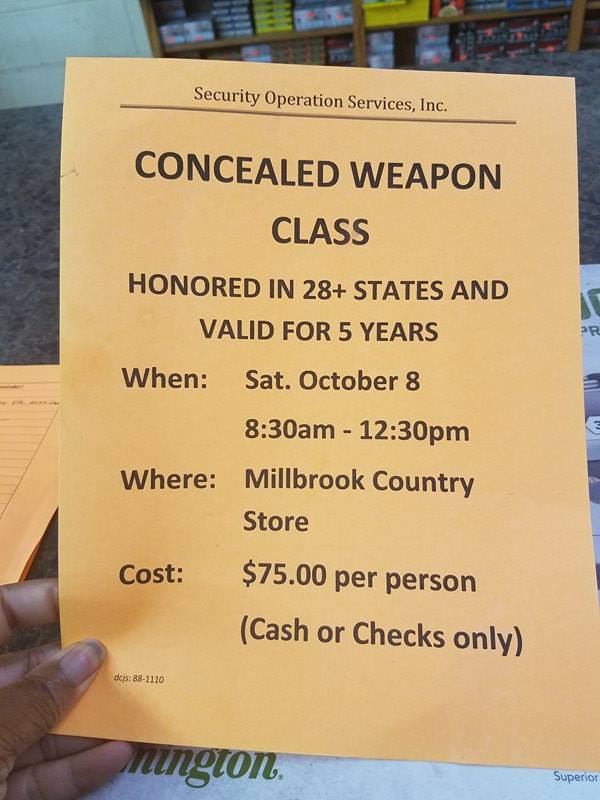 Security Operation Services, Inc.
CONCEALED WEAPON
CLASS
HONORED IN 28+ STATES AND
VALID FOR 5 YEARS
When: Sat. October 8
8:30am - 12:30pm
Where: Millbrook Country
Store
Cost: $75.00 per person
(Cash or Checks only)
dcjs: 88-1110
mington.
Superior